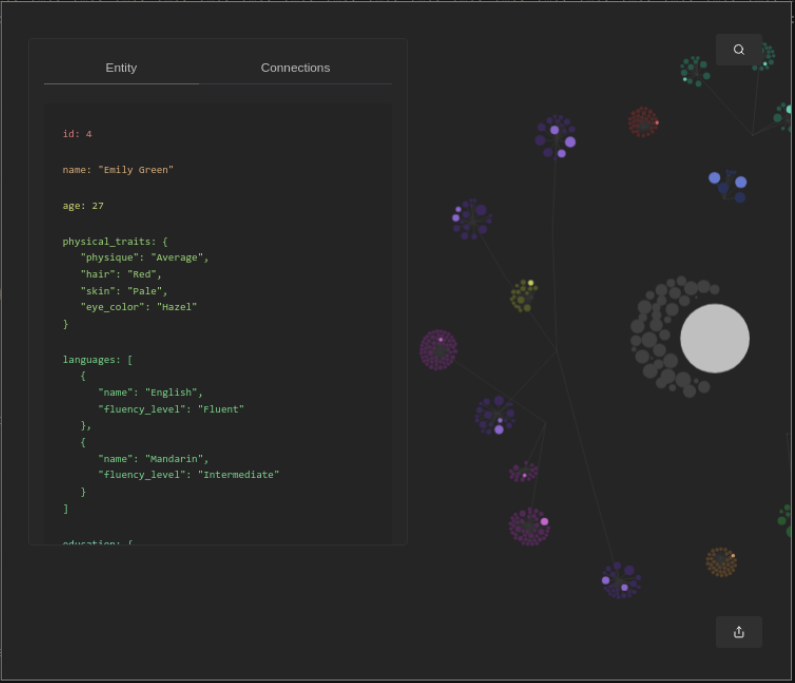 Entity
Connections
id: 4
name: "Emily Green"
age: 27
physical_traits: {
"physique": "Average",
"hair": "Red",
"skin": "Pale",
"eye_color": "Hazel"
}
languages: [
{
"name": "English",
"fluency_level": "Fluent"
},
{
"name": "Mandarin",
"fluency_level": "Intermediate"
}
]
education: {